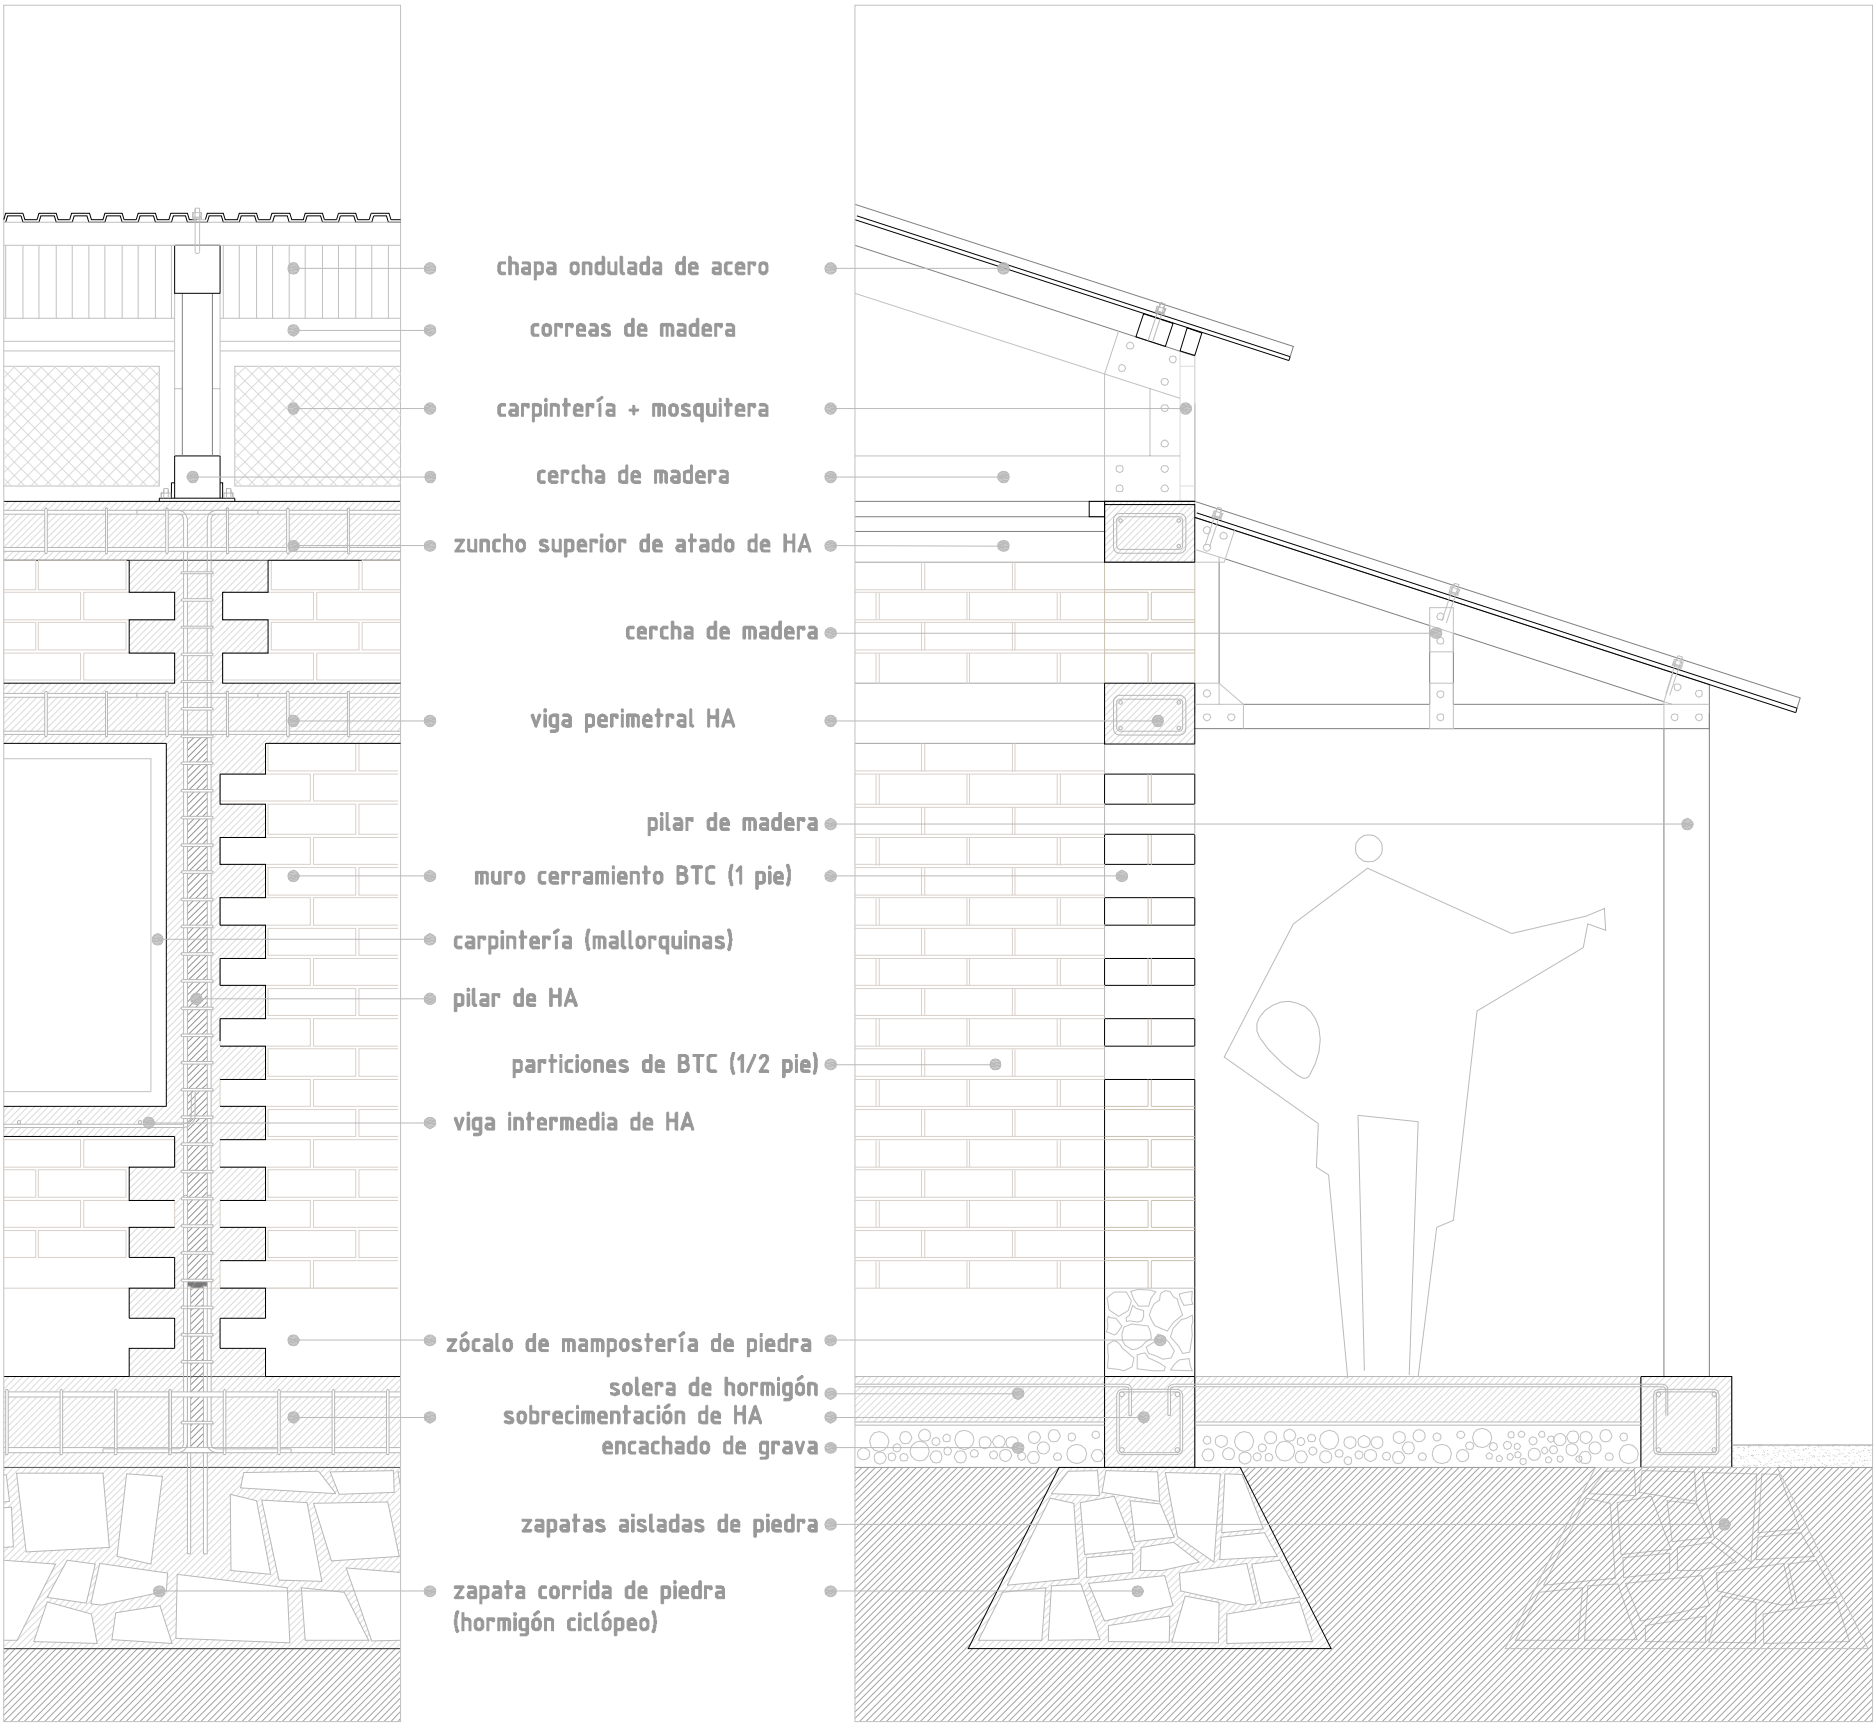 chapa ondulada de acero
correas de madera
carpintería + mosquitera
cercha de madera
zuncho superior de atado de HA
cercha de madera
viga perimetral HA
pilar de madera
muro cerramiento BTC (1 pie)
carpintería (mallorquinas)
pilar de HA
particiones de BTC (1/2 pie)
viga intermedia de HA
zócalo de mampostería de piedra
solera de hormigón
sobrecimentación de HA
encachado de grava
zapatas aisladas de piedra
zapata corrida de piedra
(hormigón ciclópeo)